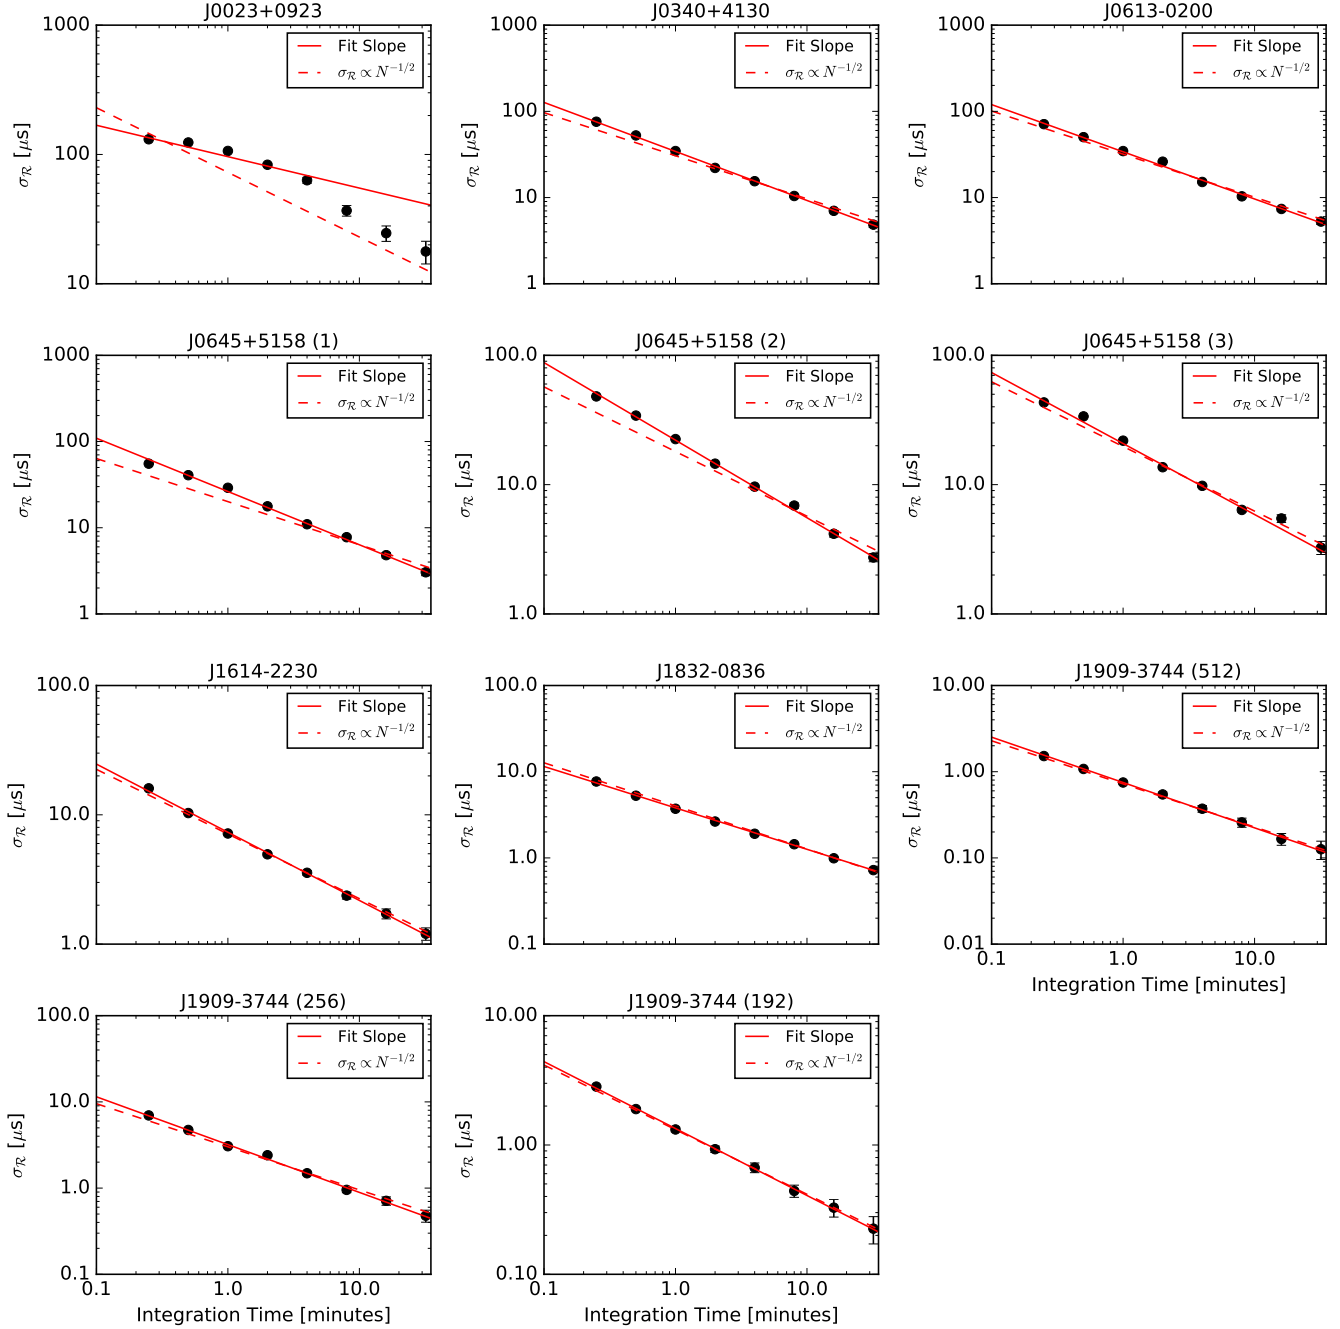 J0023+0923
1000
100
10
σ_R [μs]
Fit Slope
σ_R ∝ N^{-1/2}
J0340+4130
1000
100
10
1
σ_R [μs]
Fit Slope
σ_R ∝ N^{-1/2}
J0613-0200
1000
100
10
1
σ_R [μs]
Fit Slope
σ_R ∝ N^{-1/2}
J0645+5158 (1)
1000
100
10
1
σ_R [μs]
Fit Slope
σ_R ∝ N^{-1/2}
J0645+5158 (2)
100.0
10.0
1.0
σ_R [μs]
Fit Slope
σ_R ∝ N^{-1/2}
J0645+5158 (3)
100.0
10.0
1.0
σ_R [μs]
Fit Slope
σ_R ∝ N^{-1/2}
J1614-2230
100.0
10.0
1.0
σ_R [μs]
Fit Slope
σ_R ∝ N^{-1/2}
J1832-0836
100.0
10.0
1.0
0.1
σ_R [μs]
Fit Slope
σ_R ∝ N^{-1/2}
J1909-3744 (512)
10.00
1.00
0.10
0.01
σ_R [μs]
Fit Slope
σ_R ∝ N^{-1/2}
0.1 1.0 10.0
Integration Time [minutes]
J1909-3744 (256)
100.0
10.0
1.0
0.1
σ_R [μs]
Fit Slope
σ_R ∝ N^{-1/2}
0.1 1.0 10.0
Integration Time [minutes]
J1909-3744 (192)
10.00
1.00
0.10
σ_R [μs]
Fit Slope
σ_R ∝ N^{-1/2}
0.1 1.0 10.0
Integration Time [minutes]